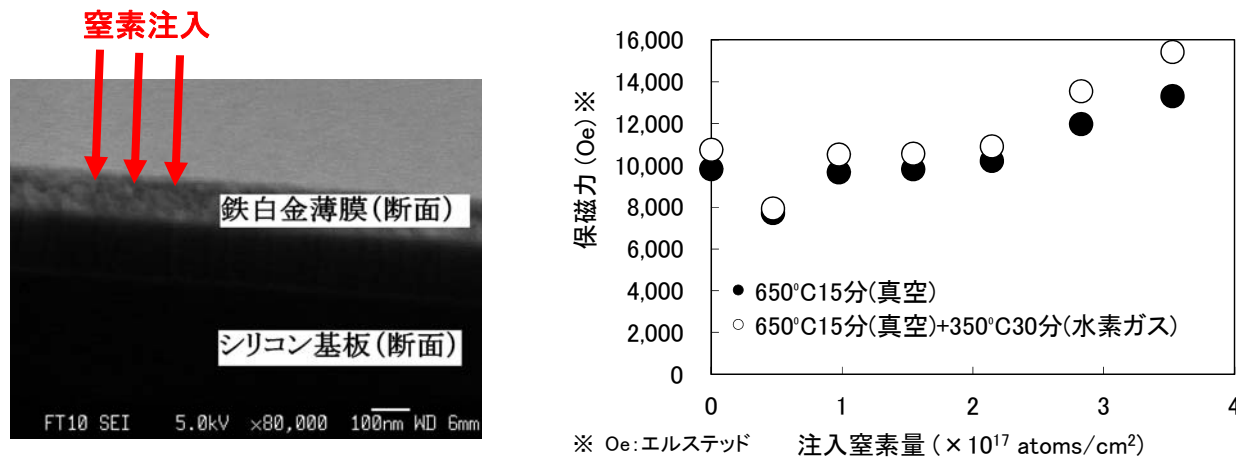 窒素注入
鉄白金薄膜(断面)
シリコン基板(断面)
FT10 SEI 5.0kV ×80,000 100nm WD 6mm
保磁力(Oe)※
16,000
14,000
12,000
10,000
8,000
6,000
4,000
2,000
0
● 650℃15分(真空)
○ 650℃15分(真空)+350℃30分(水素ガス)
0 1 2 3 4
※ Oe:エルステッド 注入窒素量(×10¹⁷ atoms/cm²)